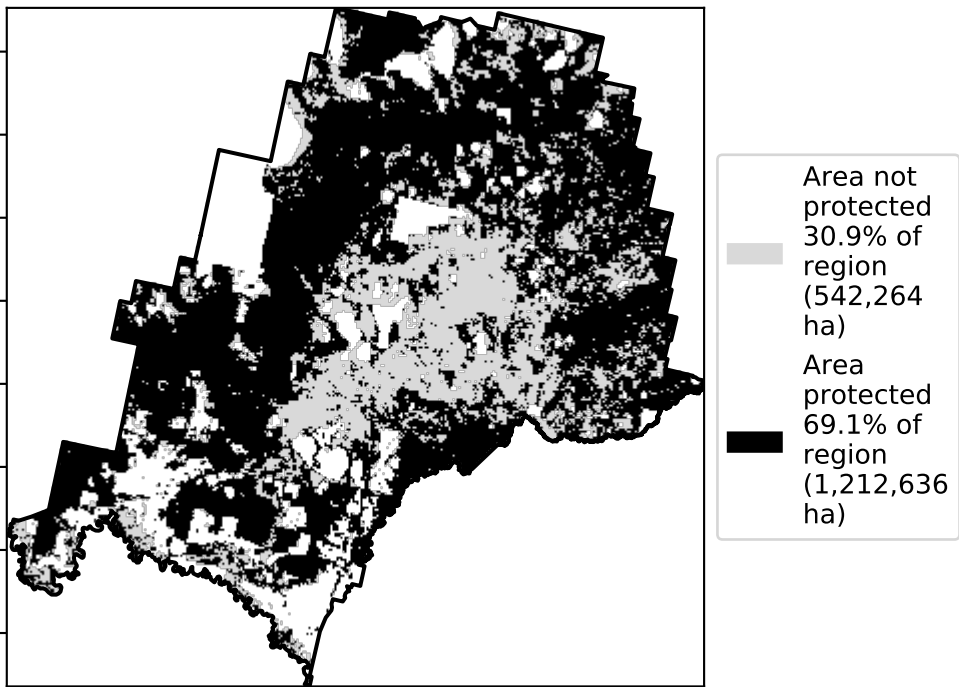 Area not
protected
30.9% of
region
(542,264
ha)
Area
protected
69.1% of
region
(1,212,636
ha)